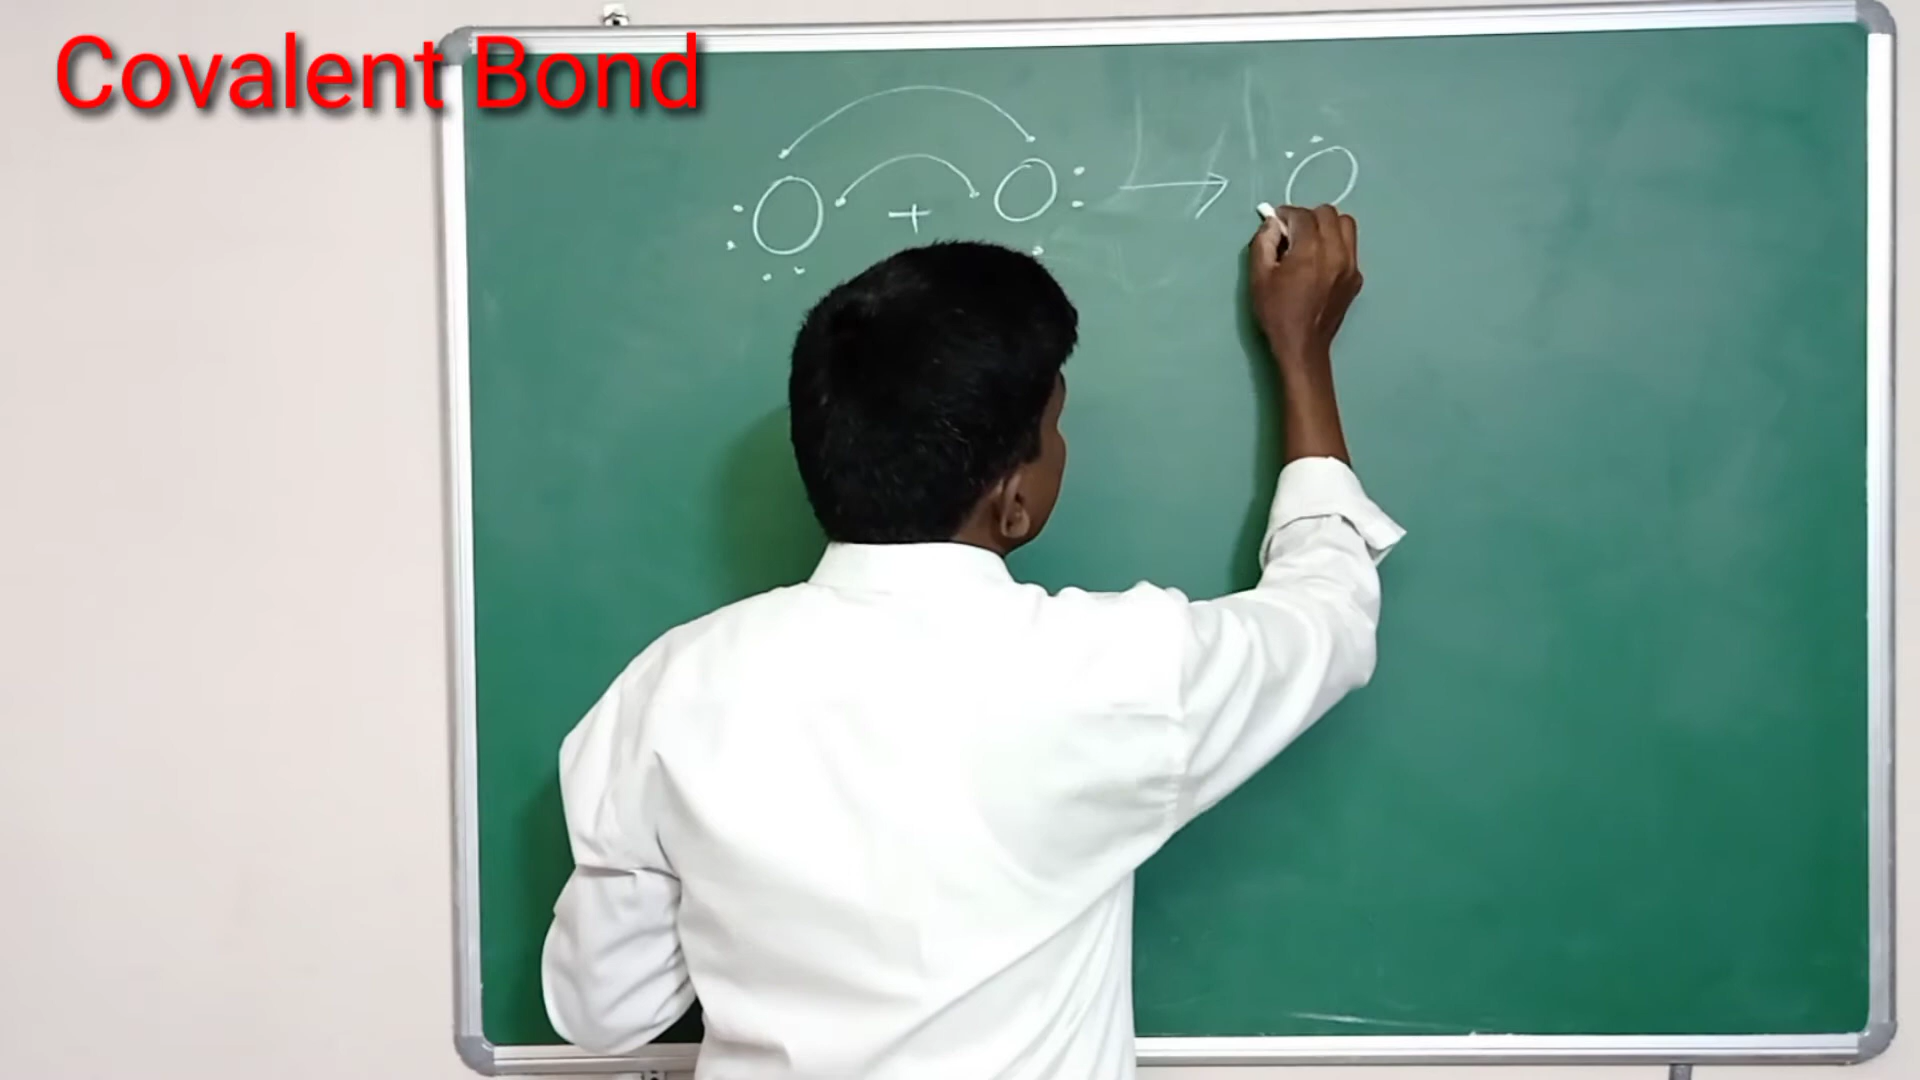 Covalent Bond
O + O → O